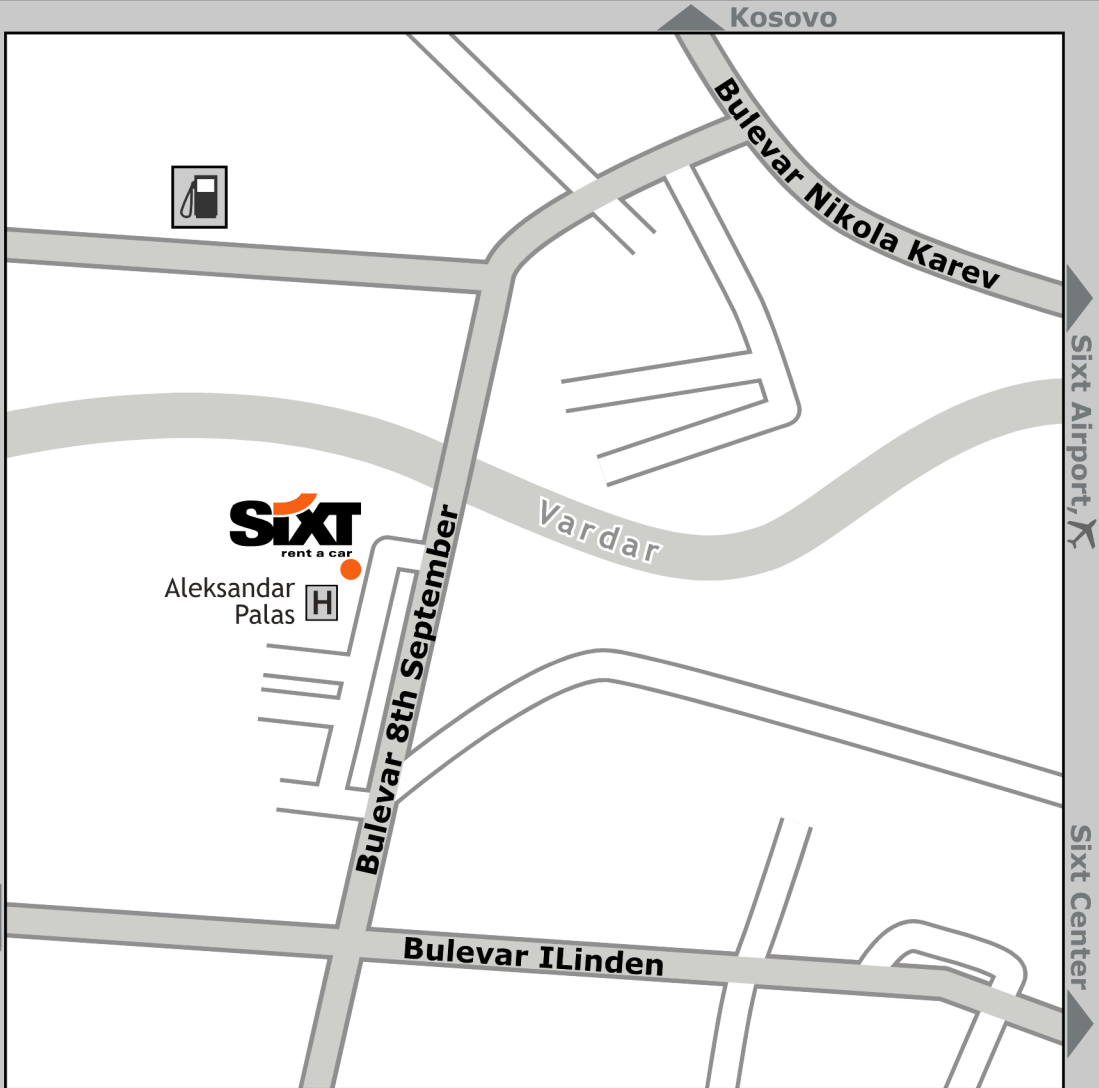 Kosovo
Bulevar Nikola Karev
Sixt Airport,
Vardar
SIXT
rent a car
Aleksandar
Palas
H
Bulevar 8th September
Sixt Center
Bulevar ILinden